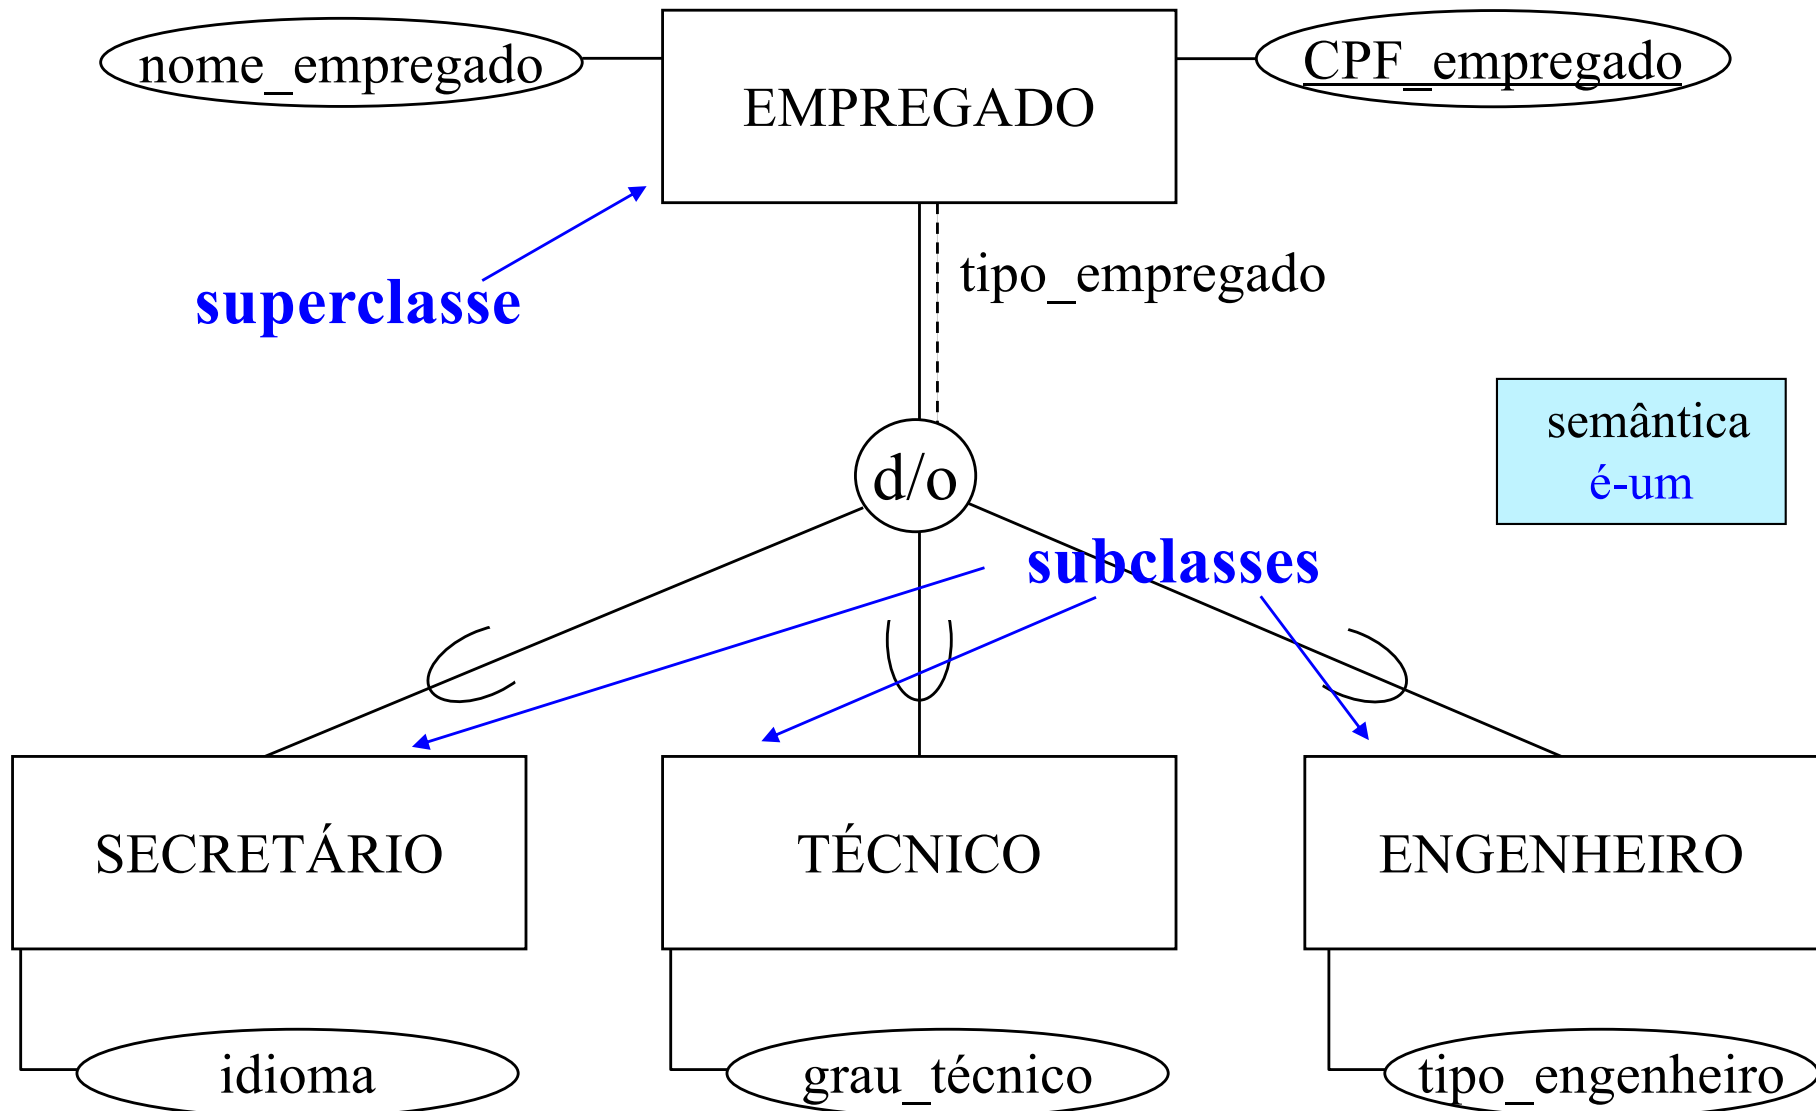 nome_empregado
CPF_empregado
EMPREGADO
tipo_empregado
superclasse
semântica
é-um
d/o
subclasses
SECRETÁRIO
TÉCNICO
ENGENHEIRO
idioma
grau_técnico
tipo_engenheiro